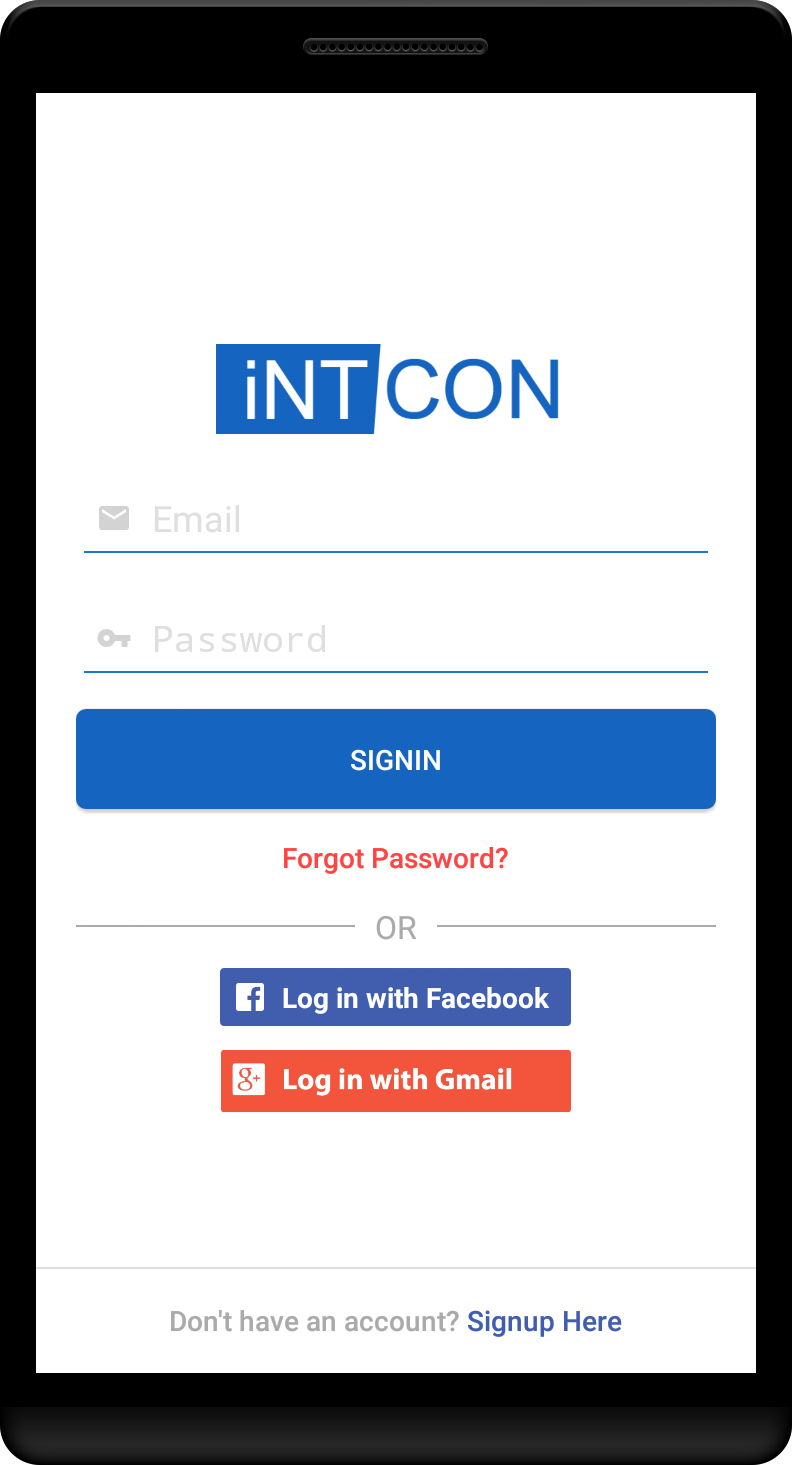 iNTCON
Email
Password
SIGNIN
Forgot Password?
OR
Log in with Facebook
g+ Log in with Gmail
Don't have an account? Signup Here